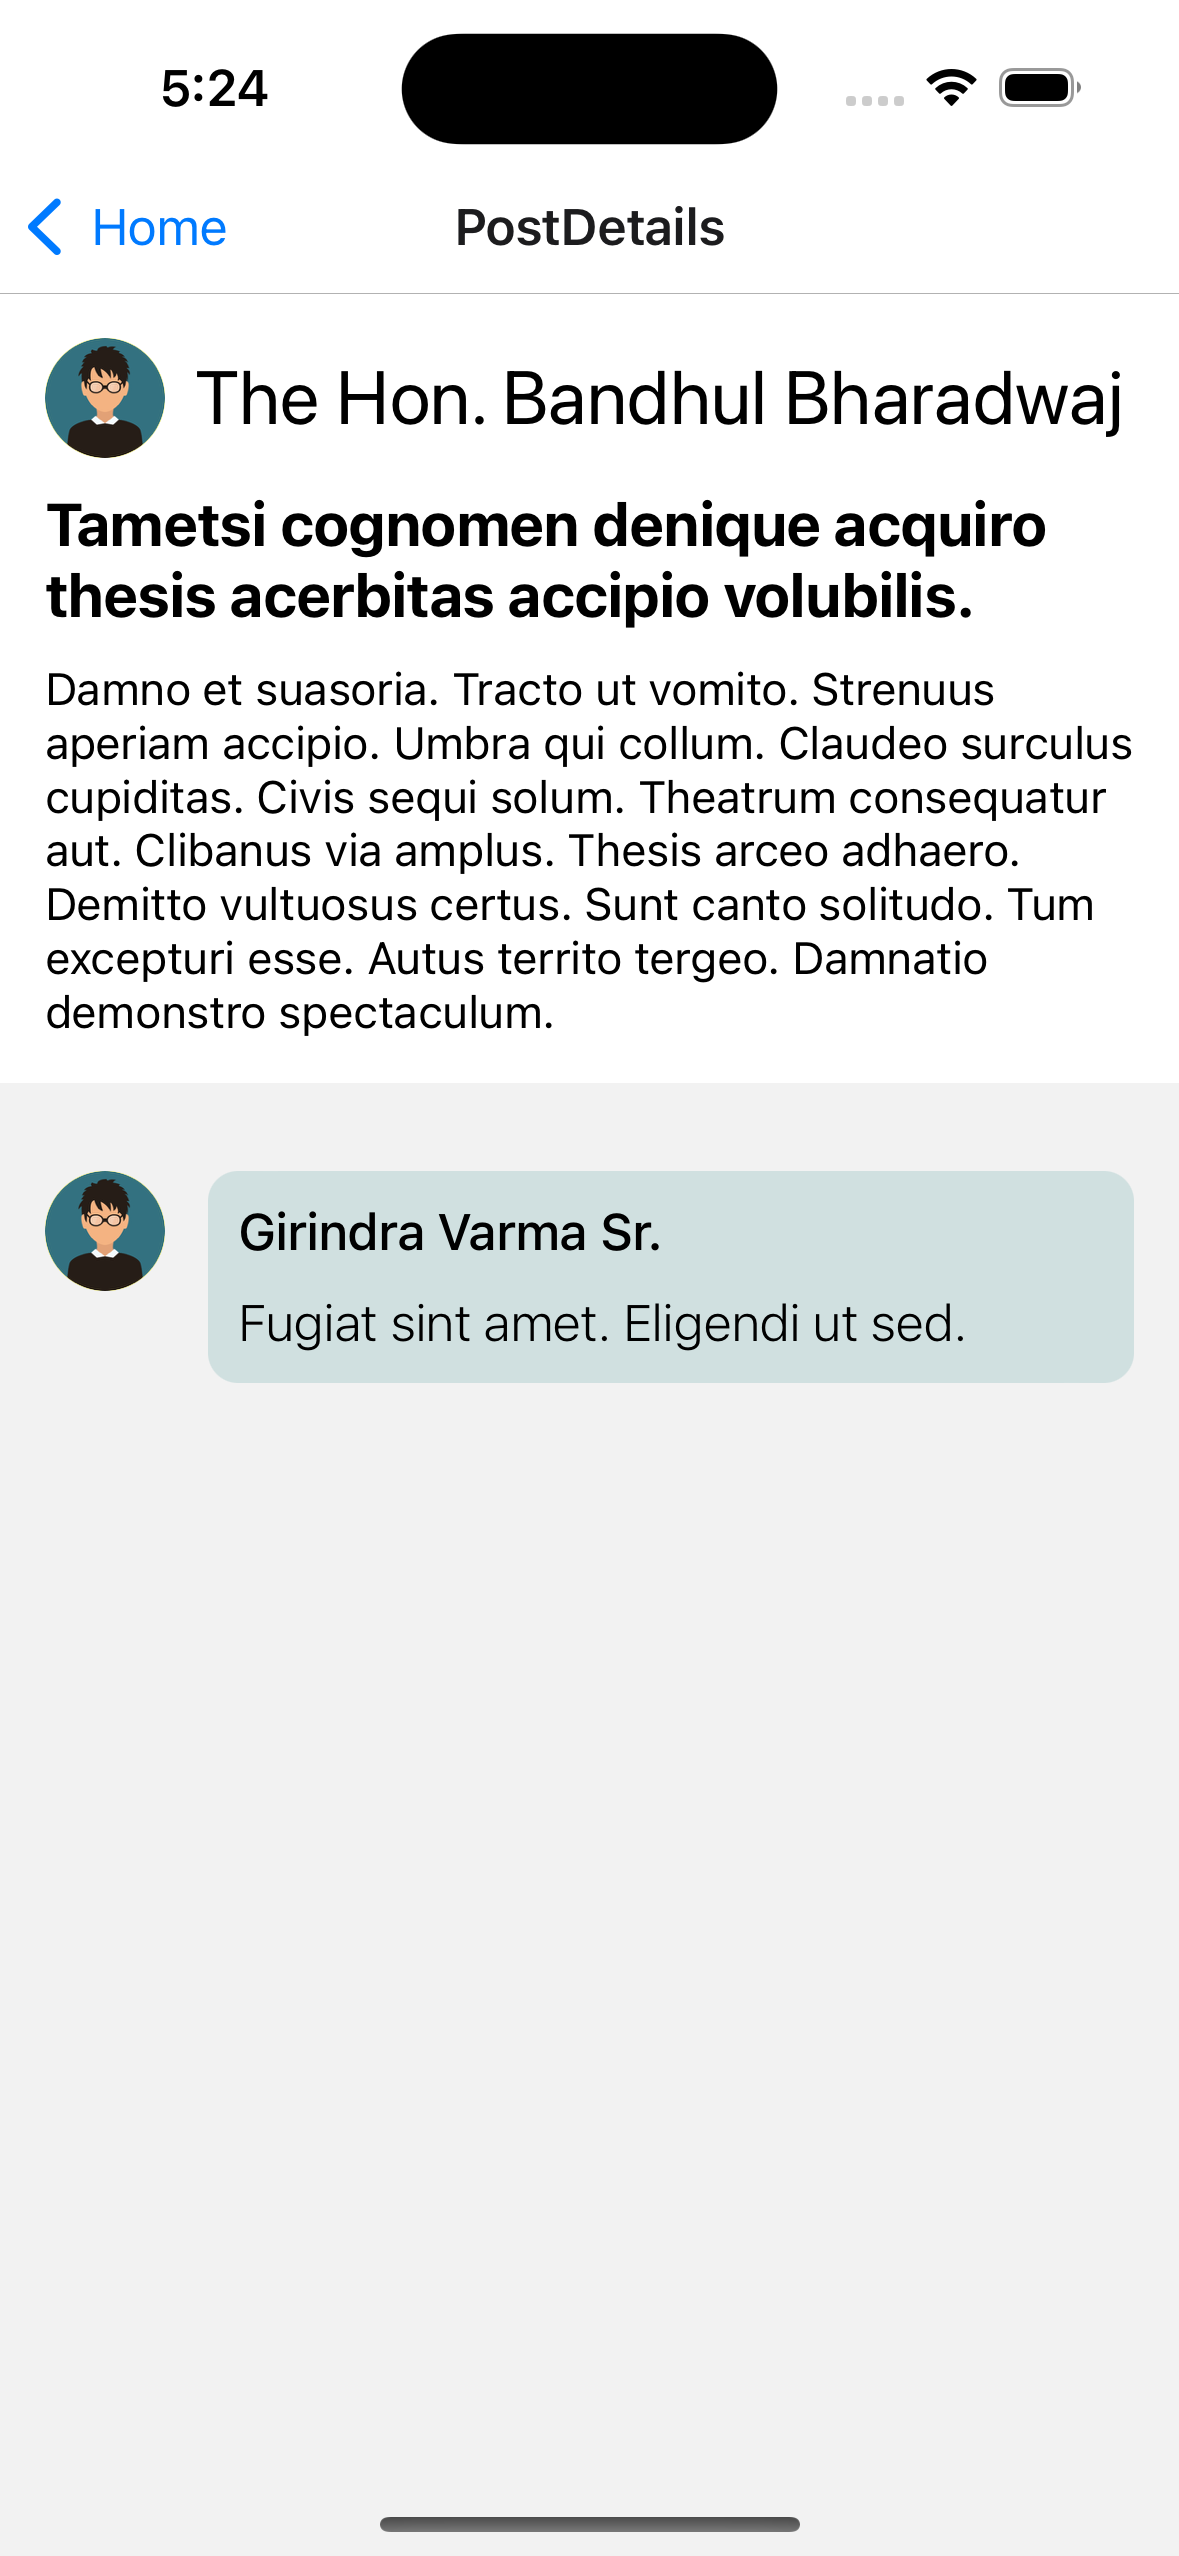 5:24
Home
PostDetails
The Hon. Bandhul Bharadwaj
Tametsi cognomen denique acquiro
thesis acerbitas accipio volubilis.
Damno et suasoria. Tracto ut vomito. Strenuus
aperiam accipio. Umbra qui collum. Claudeo surculus
cupiditas. Civis sequi solum. Theatrum consequatur
aut. Clibanus via amplus. Thesis arceo adhaero.
Demitto vultuosus certus. Sunt canto solitudo. Tum
excepturi esse. Autus territo tergeo. Damnatio
demonstro spectaculum.
Girindra Varma Sr.
Fugiat sint amet. Eligendi ut sed.